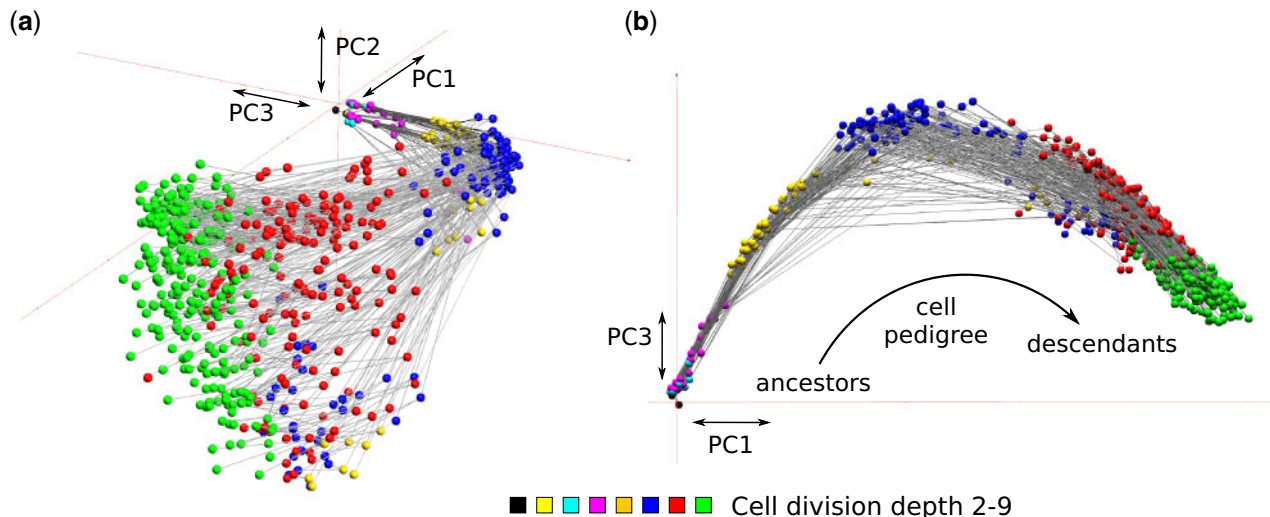 (a)
PC2
PC1
PC3
(b)
PC3
cell
pedigree
ancestors
descendants
PC1
Cell division depth 2-9